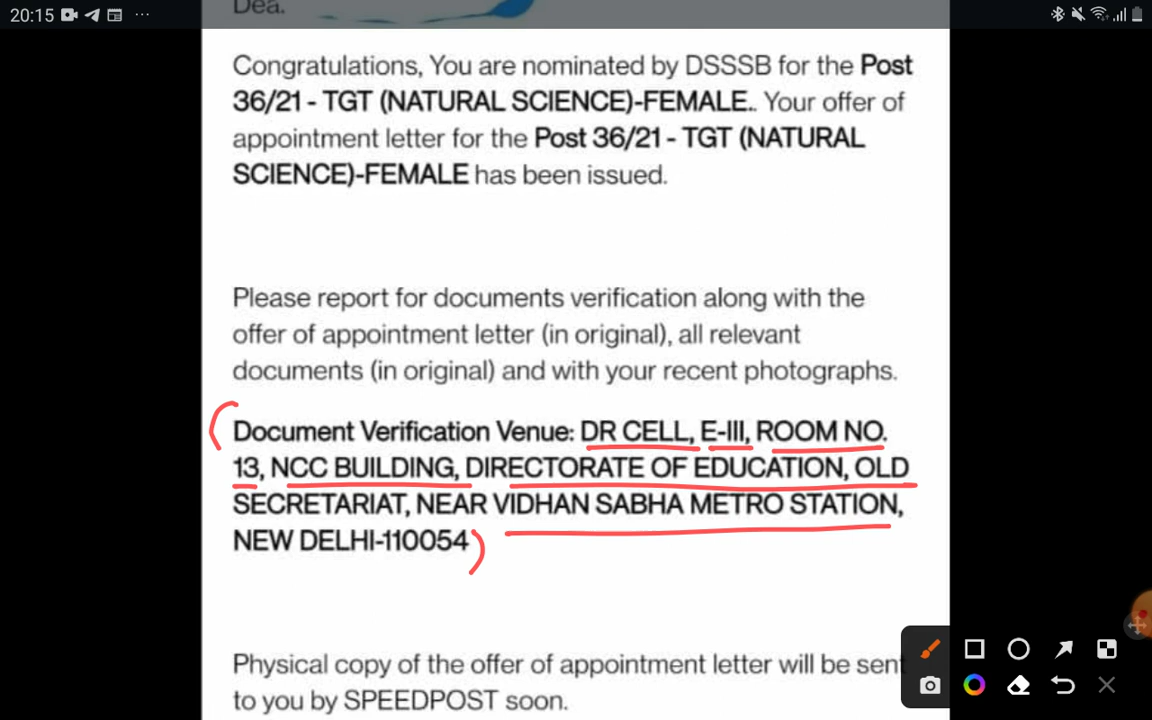 20:15
Dea.
Congratulations, You are nominated by DSSSB for the Post
36/21 - TGT (NATURAL SCIENCE)-FEMALE.. Your offer of
appointment letter for the Post 36/21 - TGT (NATURAL
SCIENCE)-FEMALE has been issued.
Please report for documents verification along with the
offer of appointment letter (in original), all relevant
documents (in original) and with your recent photographs.
Document Verification Venue: DR CELL, E-III, ROOM NO.
13, NCC BUILDING, DIRECTORATE OF EDUCATION, OLD
SECRETARIAT, NEAR VIDHAN SABHA METRO STATION,
NEW DELHI-110054
Physical copy of the offer of appointment letter will be sent
to you by SPEEDPOST soon.